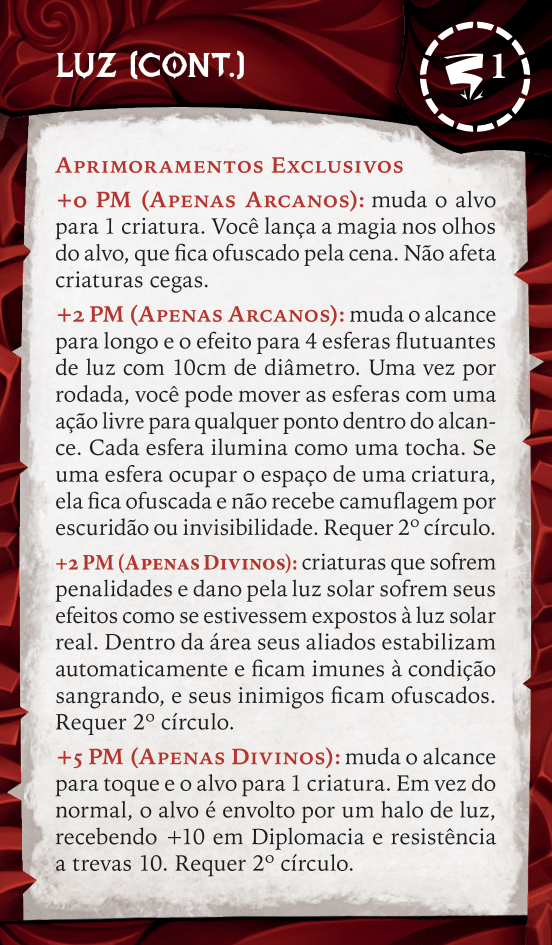 LUZ (CONT.)
1
Aprimoramentos Exclusivos
+0 PM (Apenas Arcanos): muda o alvo
para 1 criatura. Você lança a magia nos olhos
do alvo, que fica ofuscado pela cena. Não afeta
criaturas cegas.
+2 PM (Apenas Arcanos): muda o alcance
para longo e o efeito para 4 esferas flutuantes
de luz com 10cm de diâmetro. Uma vez por
rodada, você pode mover as esferas com uma
ação livre para qualquer ponto dentro do alcan-
ce. Cada esfera ilumina como uma tocha. Se
uma esfera ocupar o espaço de uma criatura,
ela fica ofuscada e não recebe camuflagem por
escuridão ou invisibilidade. Requer 2º círculo.
+2 PM (Apenas Divinos): criaturas que sofrem
penalidades e dano pela luz solar sofrem seus
efeitos como se estivessem expostos à luz solar
real. Dentro da área seus aliados estabilizam
automaticamente e ficam imunes à condição
sangrando, e seus inimigos ficam ofuscados.
Requer 2º círculo.
+5 PM (Apenas Divinos): muda o alcance
para toque e o alvo para 1 criatura. Em vez do
normal, o alvo é envolto por um halo de luz,
recebendo +10 em Diplomacia e resistência
a trevas 10. Requer 2º círculo.